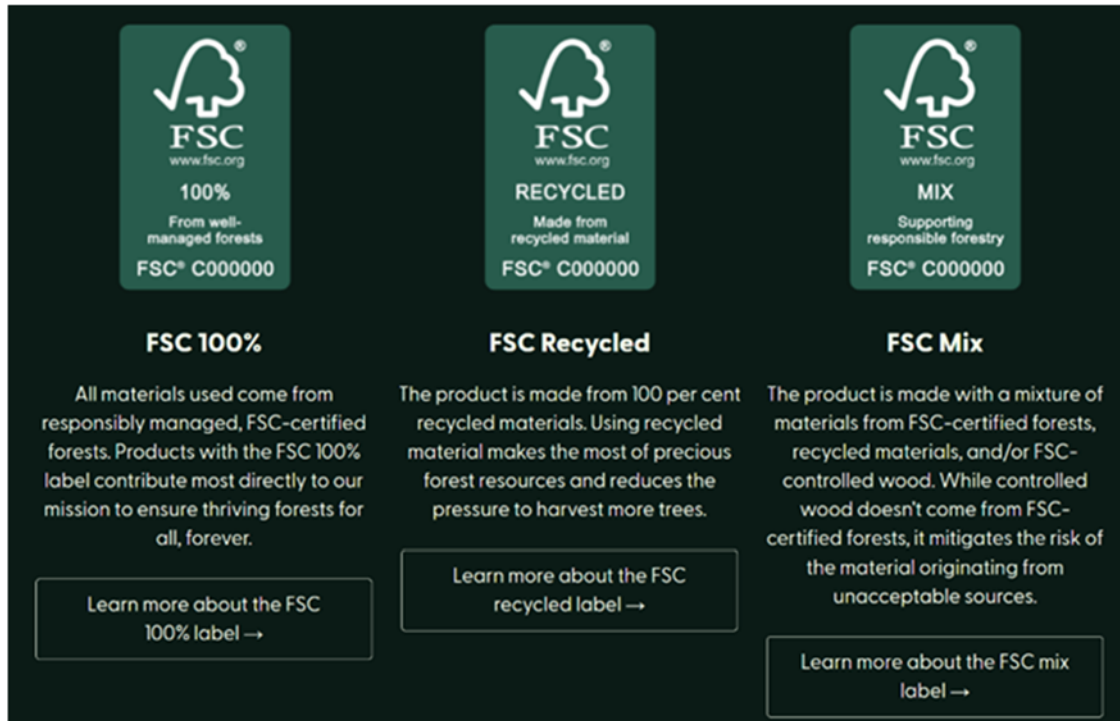 ®
FSC
www.fsc.org
100%
From well-
managed forests
FSC® C000000
FSC 100%
All materials used come from
responsibly managed, FSC-certified
forests. Products with the FSC 100%
label contribute most directly to our
mission to ensure thriving forests for
all, forever.
Learn more about the FSC
100% label →
®
FSC
www.fsc.org
RECYCLED
Made from
recycled material
FSC® C000000
FSC Recycled
The product is made from 100 per cent
recycled materials. Using recycled
material makes the most of precious
forest resources and reduces the
pressure to harvest more trees.
Learn more about the FSC
recycled label →
®
FSC
www.fsc.org
MIX
Supporting
responsible forestry
FSC® C000000
FSC Mix
The product is made with a mixture of
materials from FSC-certified forests,
recycled materials, and/or FSC-
controlled wood. While controlled
wood doesn't come from FSC-
certified forests, it mitigates the risk of
the material originating from
unacceptable sources.
Learn more about the FSC mix
label →